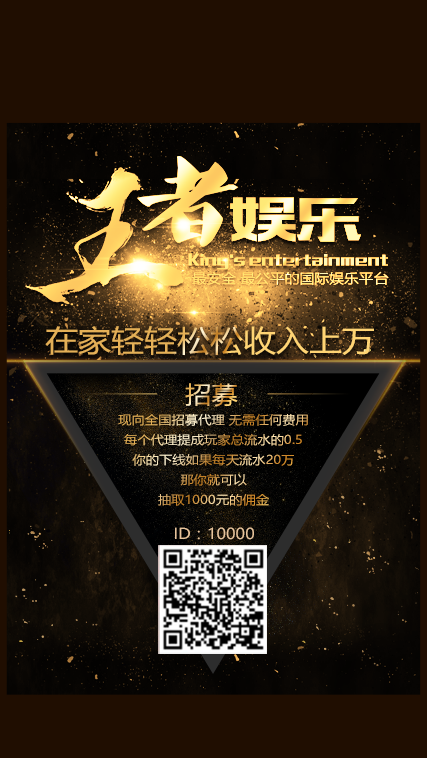 王者娱乐
King's entertainment
最安全 最公平的国际娱乐平台
在家轻轻松松收入上万
招募
现向全国招募代理 无需任何费用
每个代理提成玩家总流水的0.5
你的下线如果每天流水20万
那你就可以
抽取1000元的佣金
ID：10000